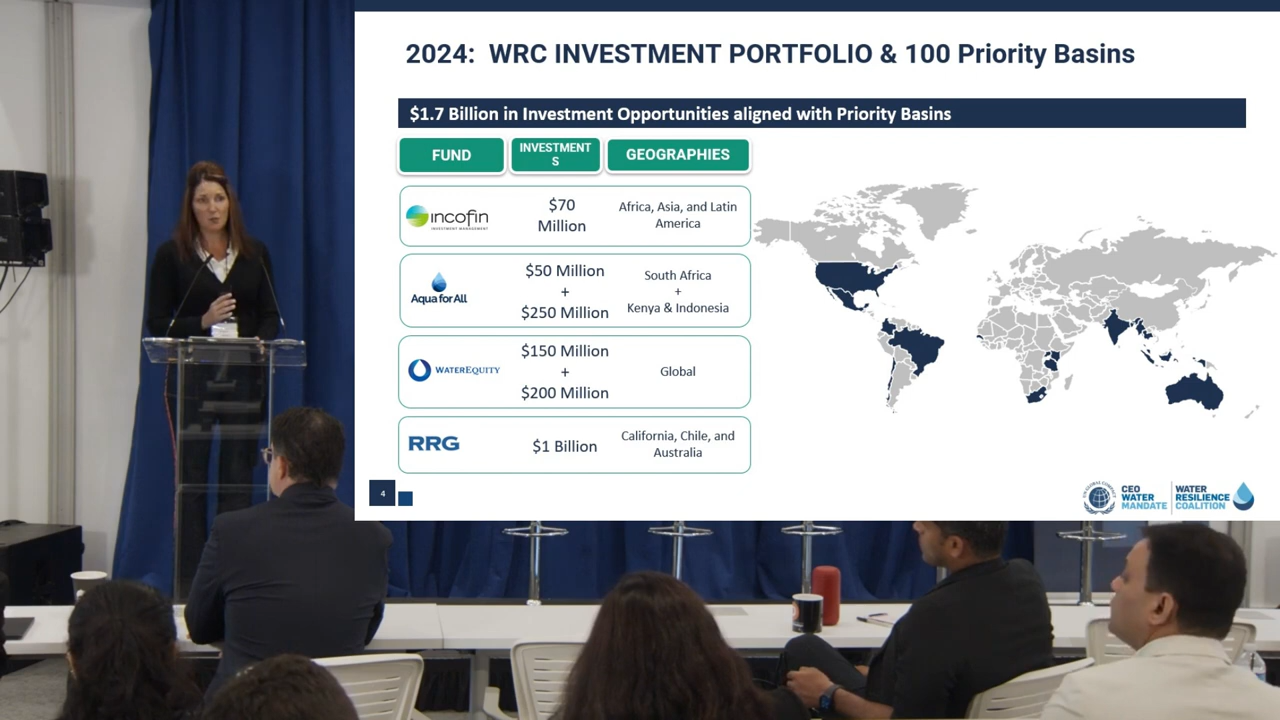 2024: WRC INVESTMENT PORTFOLIO & 100 Priority Basins
$1.7 Billion in Investment Opportunities aligned with Priority Basins
FUND
INVESTMENT
S
GEOGRAPHIES
incofin
INVESTMENT MANAGEMENT
$70
Million
Africa, Asia, and Latin
America
Aqua for All
$50 Million
+
$250 Million
South Africa
+
Kenya & Indonesia
WATEREQUITY
$150 Million
+
$200 Million
Global
RRG
$1 Billion
California, Chile, and
Australia
4
CEO
WATER
MANDATE
WATER
RESILIENCE
COALITION